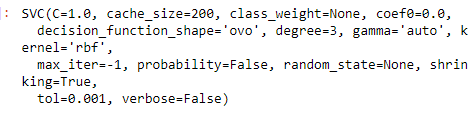 ]: SVC(C=1.0, cache_size=200, class_weight=None, coef0=0.0,
decision_function_shape='ovo', degree=3, gamma='auto', k
ernel='rbf',
max_iter=-1, probability=False, random_state=None, shrin
king=True,
tol=0.001, verbose=False)